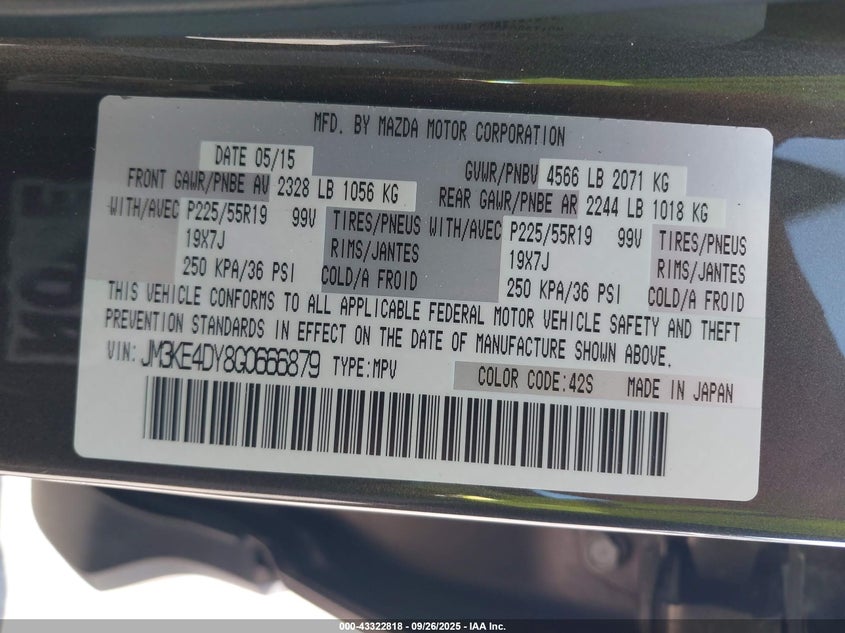 MFD. BY MAZDA MOTOR CORPORATION
DATE 05/15 GVWR/PNBV 4566 LB 2071 KG
FRONT GAWR/PNBE AV 2328 LB 1056 KG REAR GAWR/PNBE AR 2244 LB 1018 KG
WITH/AVEC P225/55R19 99V TIRES/PNEUS WITH/AVEC P225/55R19 99V TIRES/PNEUS
19X7J RIMS/JANTES 19X7J RIMS/JANTES
250 KPA/36 PSI COLD/A FROID 250 KPA/36 PSI COLD/A FROID
THIS VEHICLE CONFORMS TO ALL APPLICABLE FEDERAL MOTOR VEHICLE SAFETY AND THEFT
PREVENTION STANDARDS IN EFFECT ON THE DATE OF MANUFACTURE SHOWN ABOVE.
VIN: JM3KE4DY8G0666879 TYPE:MPV COLOR CODE:42S MADE IN JAPAN
000-43322818 - 09/26/2025 - IAA Inc.